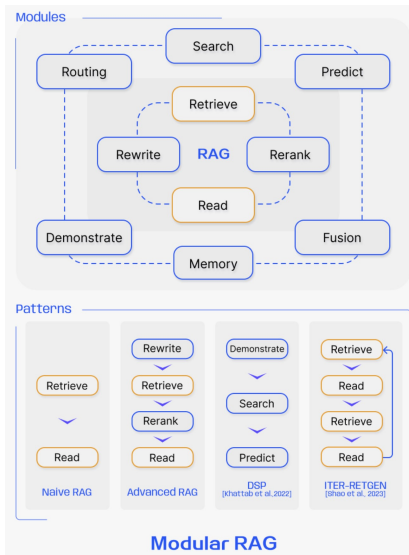 Modules
Search
Routing
Predict
Retrieve
Rewrite
RAG
Rerank
Read
Demonstrate
Fusion
Memory
Patterns
Retrieve
Read
Naive RAG
Rewrite
Retrieve
Rerank
Read
Advanced RAG
Demonstrate
Search
Predict
DSP
[Khattab et al.,2022]
Retrieve
Read
Retrieve
Read
ITER-RETGEN
[Shao et al., 2023]
Modular RAG